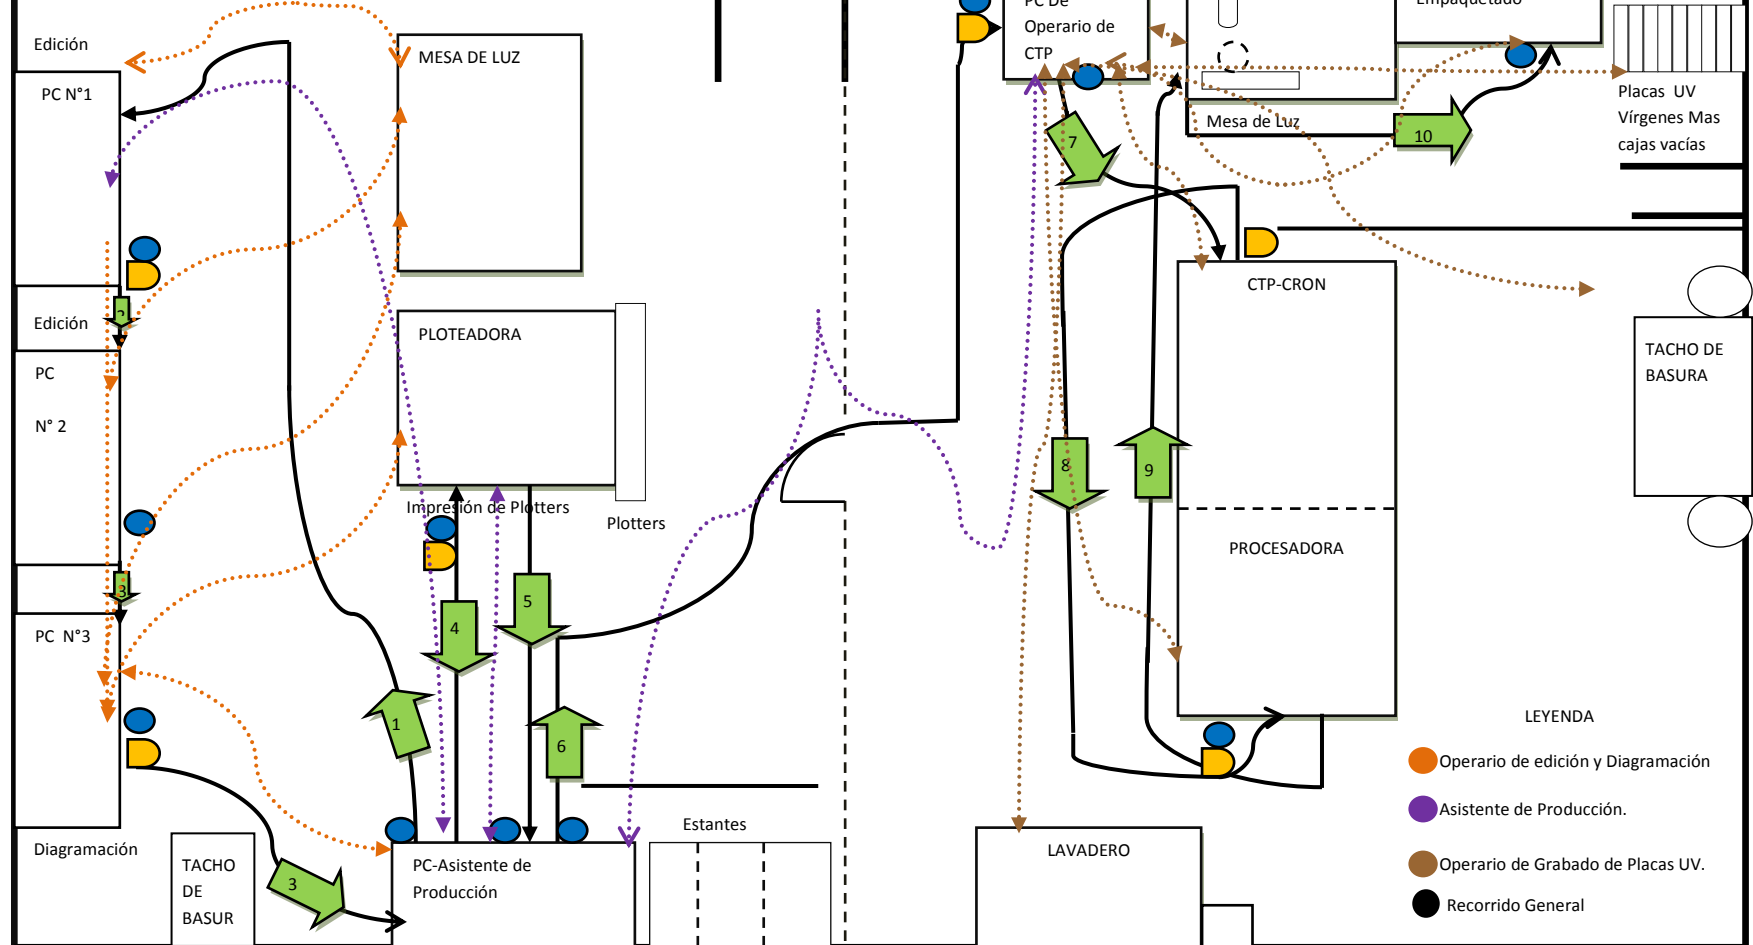 Edición
PC N°1
MESA DE LUZ
PC De
Operario de
CTP
Empaquetado
Placas UV
Vírgenes Mas
cajas vacías
Mesa de Luz
7
10
2
Edición
PC
N° 2
PLOTEADORA
CTP-CRON
TACHO DE
BASURA
8
9
Impresión de Plotters
Plotters
PROCESADORA
3
5
4
PC N°3
1
6
LEYENDA
Operario de edición y Diagramación
Asistente de Producción.
Operario de Grabado de Placas UV.
Recorrido General
Diagramación
TACHO
DE
BASUR
3
PC-Asistente de
Producción
Estantes
LAVADERO